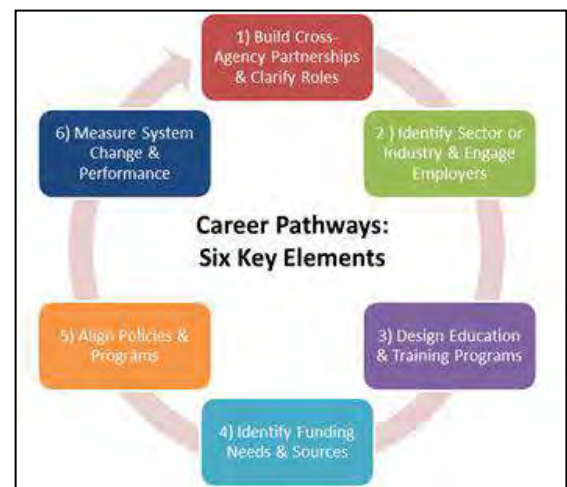 1) Build Cross-
Agency Partnerships
& Clarify Roles
2 ) Identify Sector or
Industry & Engage
Employers
3) Design Education
& Training Programs
4) Identify Funding
Needs & Sources
5) Align Policies &
Programs
6) Measure System
Change &
Performance
Career Pathways:
Six Key Elements